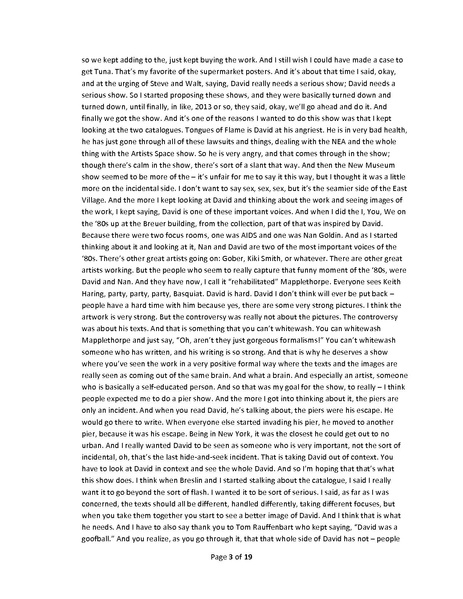 so we kept adding to the, just kept buying the work. And I still wish I could have made a case to
get Tuna. That's my favorite of the supermarket posters. And it's about that time I said, okay,
and at the urging of Steve and Walt, saying, David really needs a serious show; David needs a
serious show. So I started proposing these shows, and they were basically turned down and
turned down, until finally, in like, 2013 or so, they said, okay, we'll go ahead and do it. And
finally we got the show. And it's one of the reasons I wanted to do this show was that I kept
looking at the two catalogues. Tongues of Flame is David at his angriest. He is in very bad health,
he has just gone through all of these lawsuits and things, dealing with the NEA and the whole
thing with the Artists Space show. So he is very angry, and that comes through in the show;
though there's calm in the show, there's sort of a slant that way. And then the New Museum
show seemed to be more of the – it's unfair for me to say it this way, but I thought it was a little
more on the incidental side. I don't want to say sex, sex, sex, but it's the seamier side of the East
Village. And the more I kept looking at David and thinking about the work and seeing images of
the work, I kept saying, David is one of these important voices. And when I did the I, You, We on
the '80s up at the Breuer building, from the collection, part of that was inspired by David.
Because there were two focus rooms, one was AIDS and one was Nan Goldin. And as I started
thinking about it and looking at it, Nan and David are two of the most important voices of the
'80s. There's other great artists going on: Gober, Kiki Smith, or whatever. There are other great
artists working. But the people who seem to really capture that funny moment of the '80s, were
David and Nan. And they have now, I call it "rehabilitated" Mapplethorpe. Everyone sees Keith
Haring, party, party, party, Basquiat. David is hard. David I don't think will ever be put back –
people have a hard time with him because yes, there are some very strong pictures. I think the
artwork is very strong. But the controversy was really not about the pictures. The controversy
was about his texts. And that is something that you can't whitewash. You can whitewash
Mapplethorpe and just say, "Oh, aren't they just gorgeous formalisms!" You can't whitewash
someone who has written, and his writing is so strong. And that is why he deserves a show
where you've seen the work in a very positive formal way where the texts and the images are
really seen as coming out of the same brain. And what a brain. And especially an artist, someone
who is basically a self-educated person. And so that was my goal for the show, to really – I think
people expected me to do a pier show. And the more I got into thinking about it, the piers are
only an incident. And when you read David, he's talking about, the piers were his escape. He
would go there to write. When everyone else started invading his pier, he moved to another
pier, because it was his escape. Being in New York, it was the closest he could get out to no
urban. And I really wanted David to be seen as someone who is very important, not the sort of
incidental, oh, that's the last hide-and-seek incident. That is taking David out of context. You
have to look at David in context and see the whole David. And so I'm hoping that that's what
this show does. I think when Breslin and I started talking about the catalogue, I said I really
want it to go beyond the sort of flash. I wanted it to be sort of serious. I said, as far as I was
concerned, the texts should all be different, handled differently, taking different focuses, but
when you take them together you start to see a better image of David. And I think that is what
he needs. And I have to also say thank you to Tom Rauffenbart who kept saying, "David was a
goofball." And you realize, as you go through it, that that whole side of David has not – people
Page 3 of 19